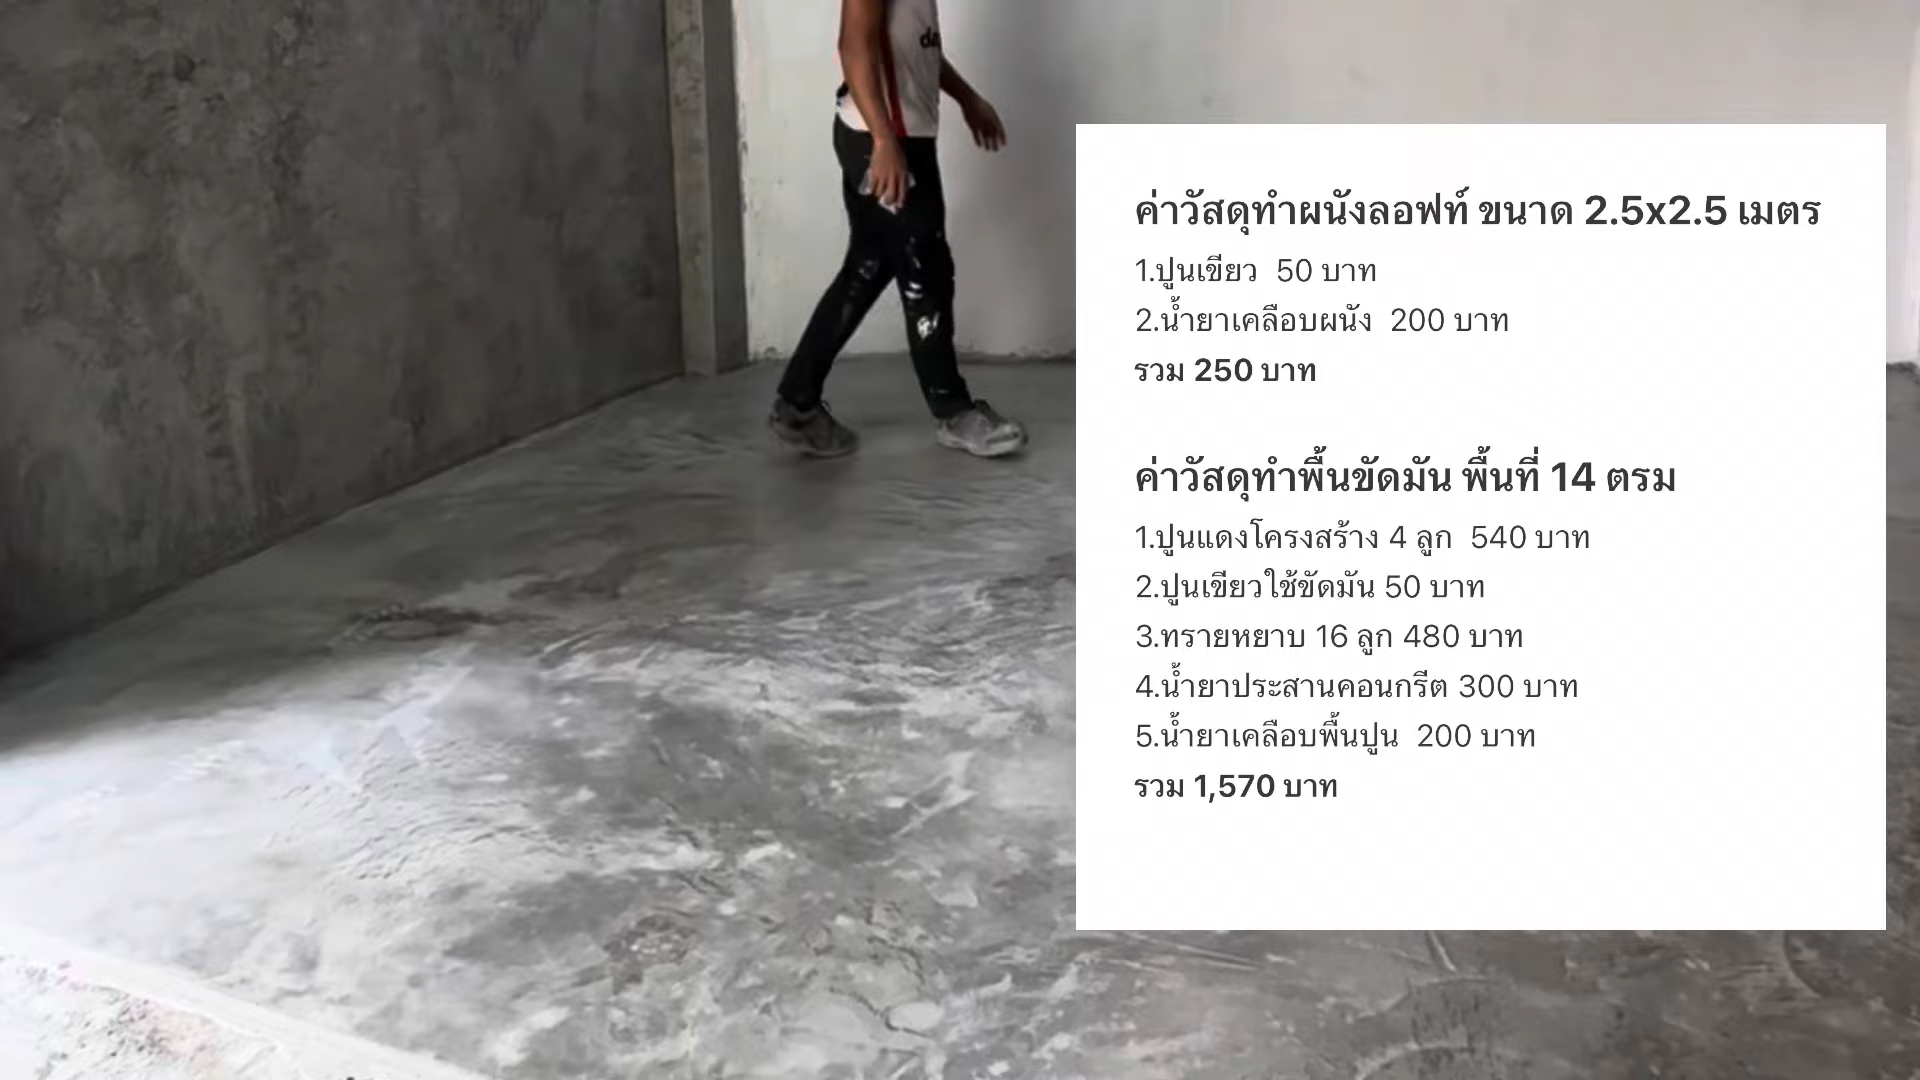 ค่าวัสดุทำผนังลอฟท์ ขนาด 2.5x2.5 เมตร
1.ปูนเขียว 50 บาท
2.น้ำยาเคลือบผนัง 200 บาท
รวม 250 บาท
ค่าวัสดุทำพื้นขัดมัน พื้นที่ 14 ตรม
1.ปูนแดงโครงสร้าง 4 ลูก 540 บาท
2.ปูนเขียวใช้ขัดมัน 50 บาท
3.ทรายหยาบ 16 ลูก 480 บาท
4.น้ำยาประสานคอนกรีต 300 บาท
5.น้ำยาเคลือบพื้นปูน 200 บาท
รวม 1,570 บาท